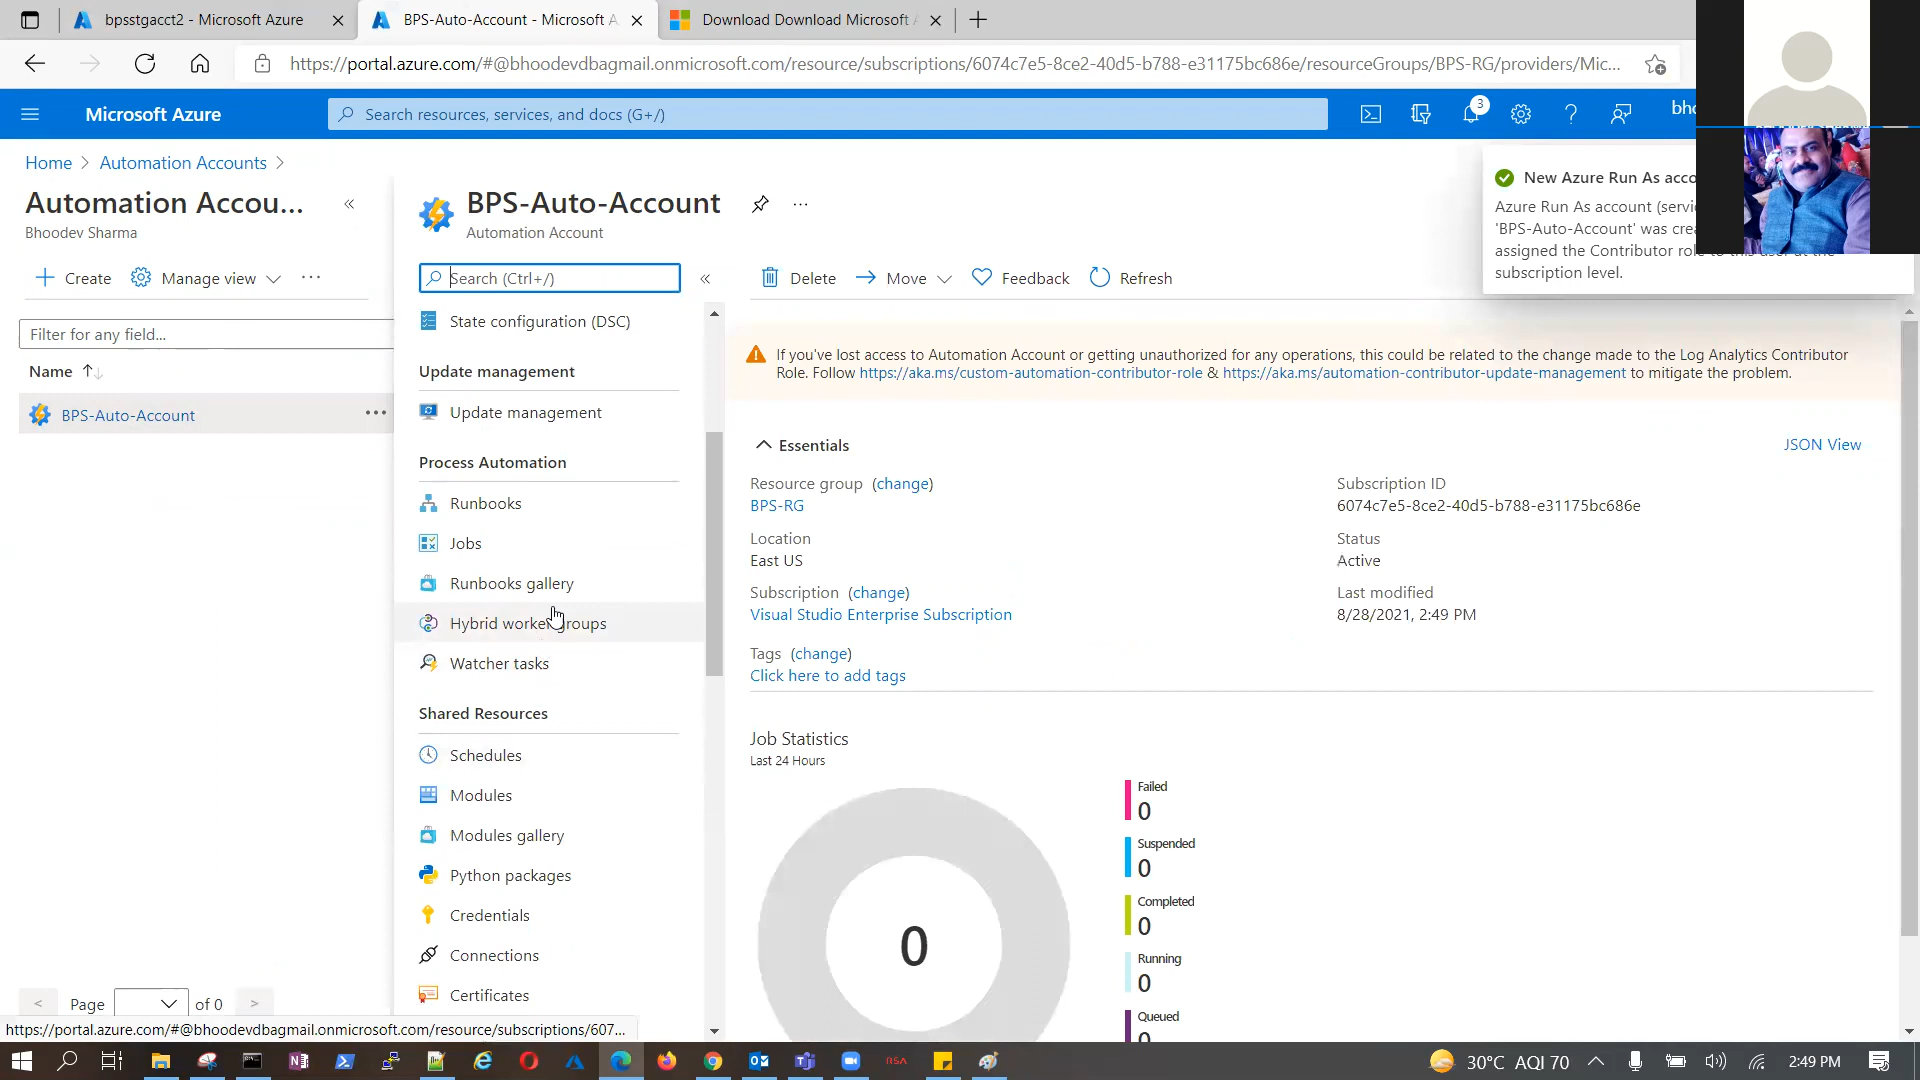 bpsstgacct2 - Microsoft Azure
BPS-Auto-Account - Microsoft A
Download Download Microsoft
https://portal.azure.com/#@bhoodevdbagmail.onmicrosoft.com/resource/subscriptions/6074c7e5-8ce2-40d5-b788-e31175bc686e/resourceGroups/BPS-RG/providers/Mic...
Microsoft Azure
Search resources, services, and docs (G+/)
3
bho
Home > Automation Accounts >
New Azure Run As acco
Azure Run As account (servi
'BPS-Auto-Account' was crea
assigned the Contributor role to this user at the
subscription level.
Automation Accou...
Bhoodev Sharma
Create
Manage view
Filter for any field...
Name
BPS-Auto-Account
Page
of 0
BPS-Auto-Account
Automation Account
Search (Ctrl+/)
State configuration (DSC)
Update management
Update management
Process Automation
Runbooks
Jobs
Runbooks gallery
Hybrid worker groups
Watcher tasks
Shared Resources
Schedules
Modules
Modules gallery
Python packages
Credentials
Connections
Certificates
Delete
Move
Feedback
Refresh
If you've lost access to Automation Account or getting unauthorized for any operations, this could be related to the change made to the Log Analytics Contributor
Role. Follow https://aka.ms/custom-automation-contributor-role & https://aka.ms/automation-contributor-update-management to mitigate the problem.
Essentials
JSON View
Resource group (change)
BPS-RG
Location
East US
Subscription (change)
Visual Studio Enterprise Subscription
Tags (change)
Click here to add tags
Subscription ID
6074c7e5-8ce2-40d5-b788-e31175bc686e
Status
Active
Last modified
8/28/2021, 2:49 PM
Job Statistics
Last 24 Hours
0
Failed
0
Suspended
0
Completed
0
Running
0
Queued
0
https://portal.azure.com/#@bhoodevdbagmail.onmicrosoft.com/resource/subscriptions/607...
RSA
30°C AQI 70
2:49 PM